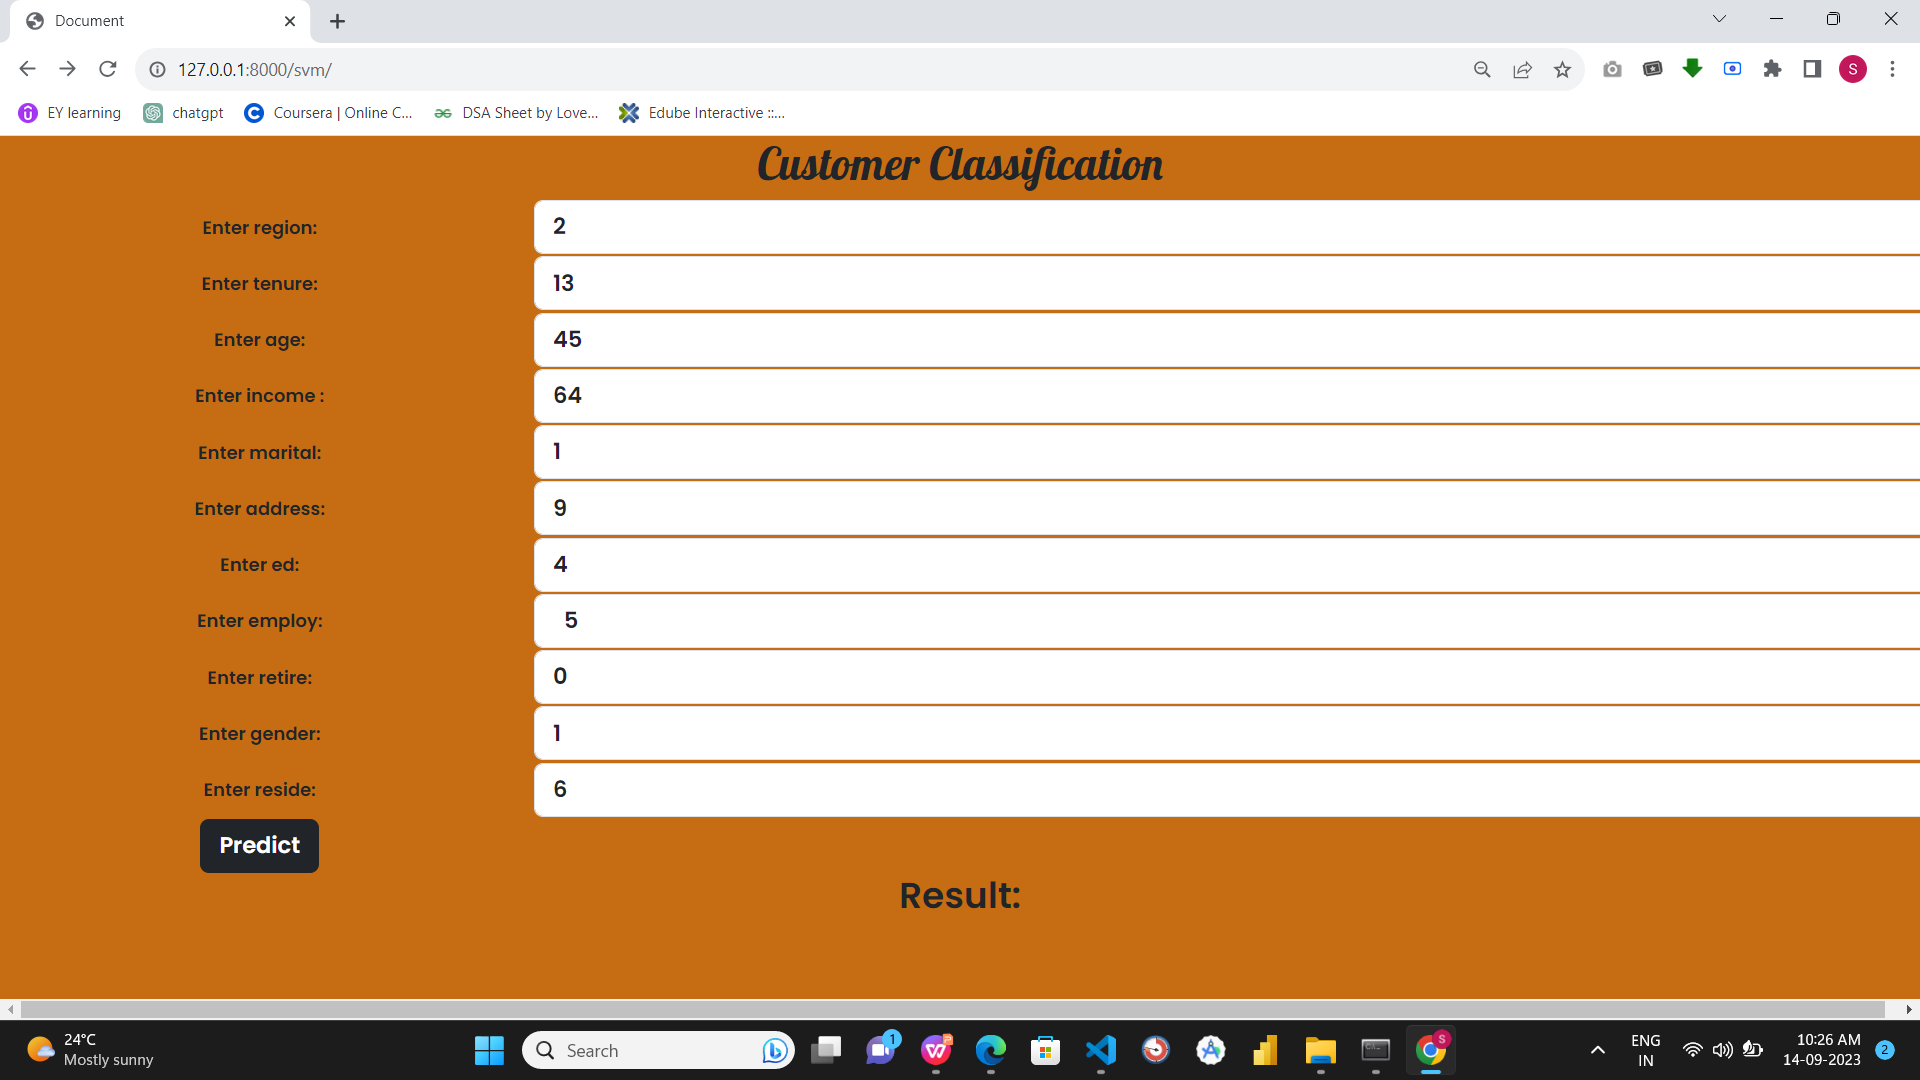 Document
127.0.0.1:8000/svm/
S
EY learning
chatgpt
Coursera | Online C...
DSA Sheet by Love...
Edube Interactive ::...
Customer Classification
Enter region: 2
Enter tenure: 13
Enter age: 45
Enter income : 64
Enter marital: 1
Enter address: 9
Enter ed: 4
Enter employ: 5
Enter retire: 0
Enter gender: 1
Enter reside: 6
Predict
Result:
24°C
Mostly sunny
Search
1
S
ENG
IN
10:26 AM
14-09-2023
2